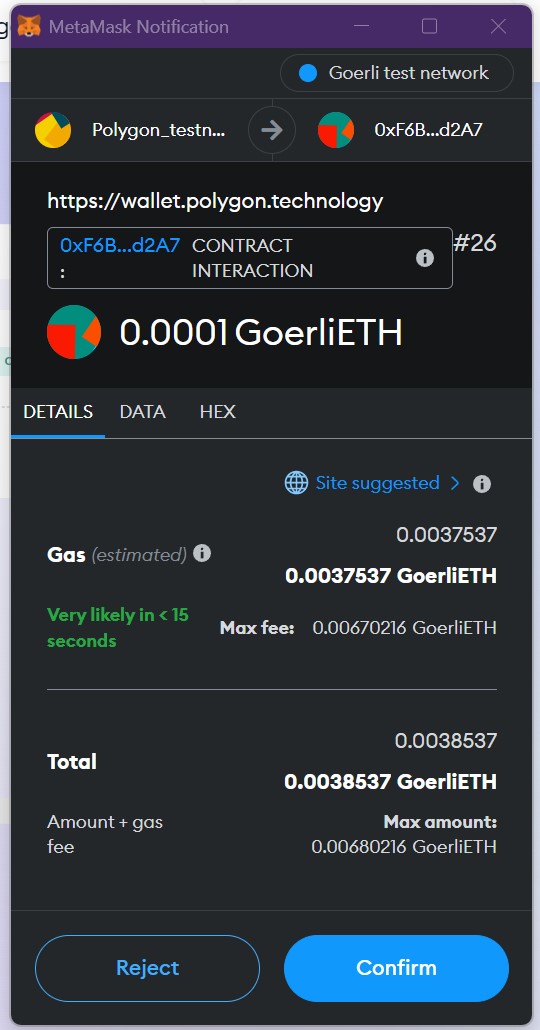 MetaMask Notification
Goerli test network
Polygon_testn...
0xF6B...d2A7
https://wallet.polygon.technology
0xF6B...d2A7 CONTRACT
: INTERACTION
#26
0.0001 GoerliETH
DETAILS DATA HEX
Site suggested >
0.0037537
Gas (estimated)
0.0037537 GoerliETH
Very likely in < 15
seconds
Max fee: 0.00670216 GoerliETH
0.0038537
Total
0.0038537 GoerliETH
Amount + gas
fee
Max amount:
0.00680216 GoerliETH
Reject Confirm